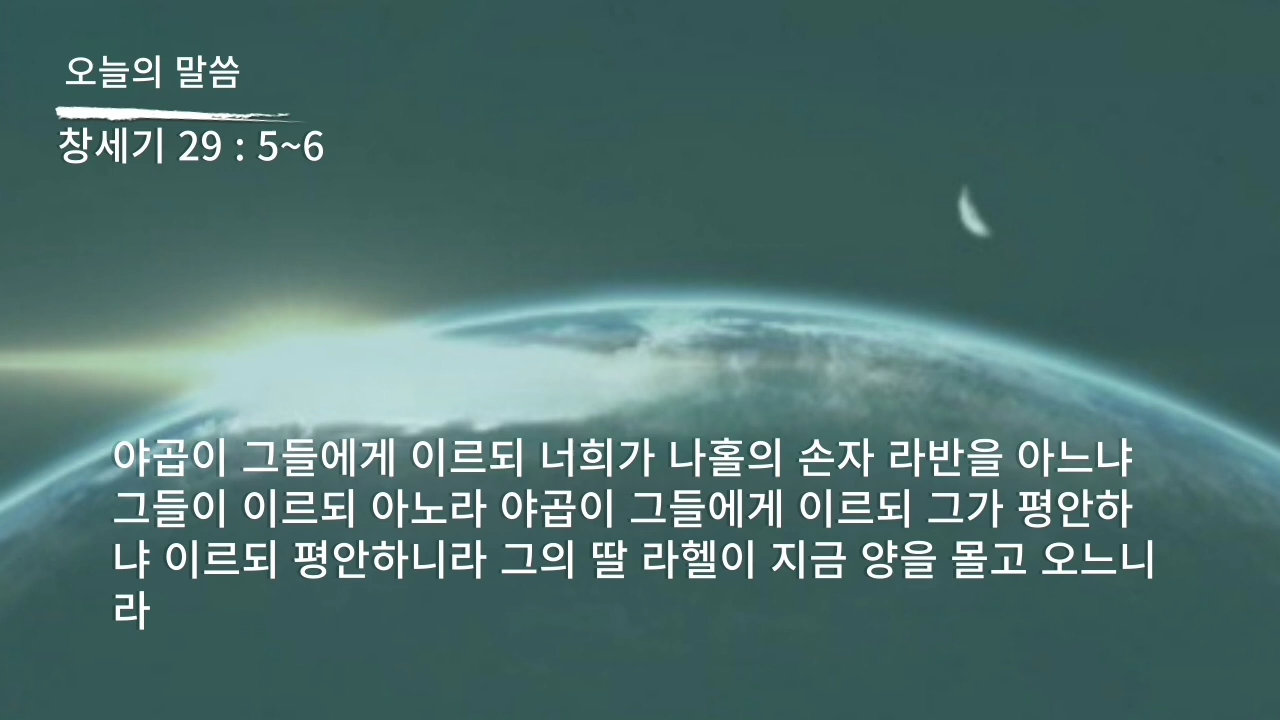 오늘의 말씀
창세기 29 : 5~6
야곱이 그들에게 이르되 너희가 나홀의 손자 라반을 아느냐
그들이 이르되 아노라 야곱이 그들에게 이르되 그가 평안하
냐 이르되 평안하니라 그의 딸 라헬이 지금 양을 몰고 오느니
라